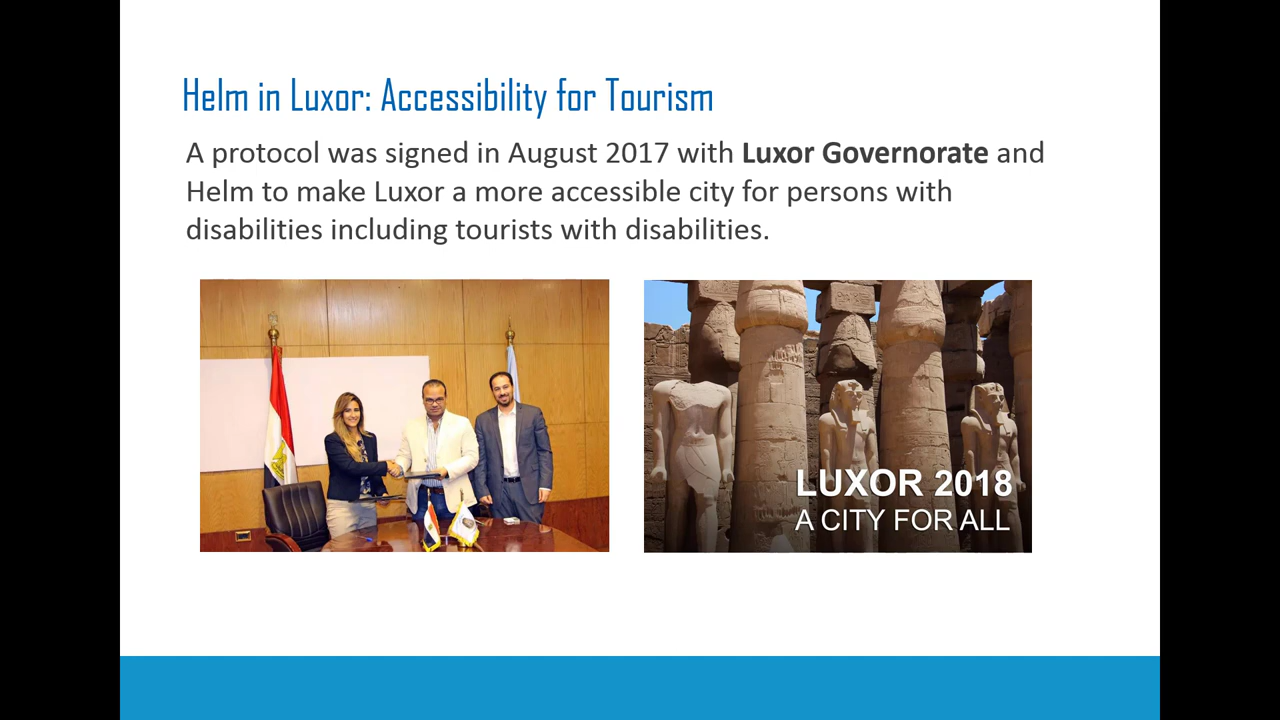 Helm in Luxor: Accessibility for Tourism
A protocol was signed in August 2017 with Luxor Governorate and
Helm to make Luxor a more accessible city for persons with
disabilities including tourists with disabilities.
LUXOR 2018
A CITY FOR ALL